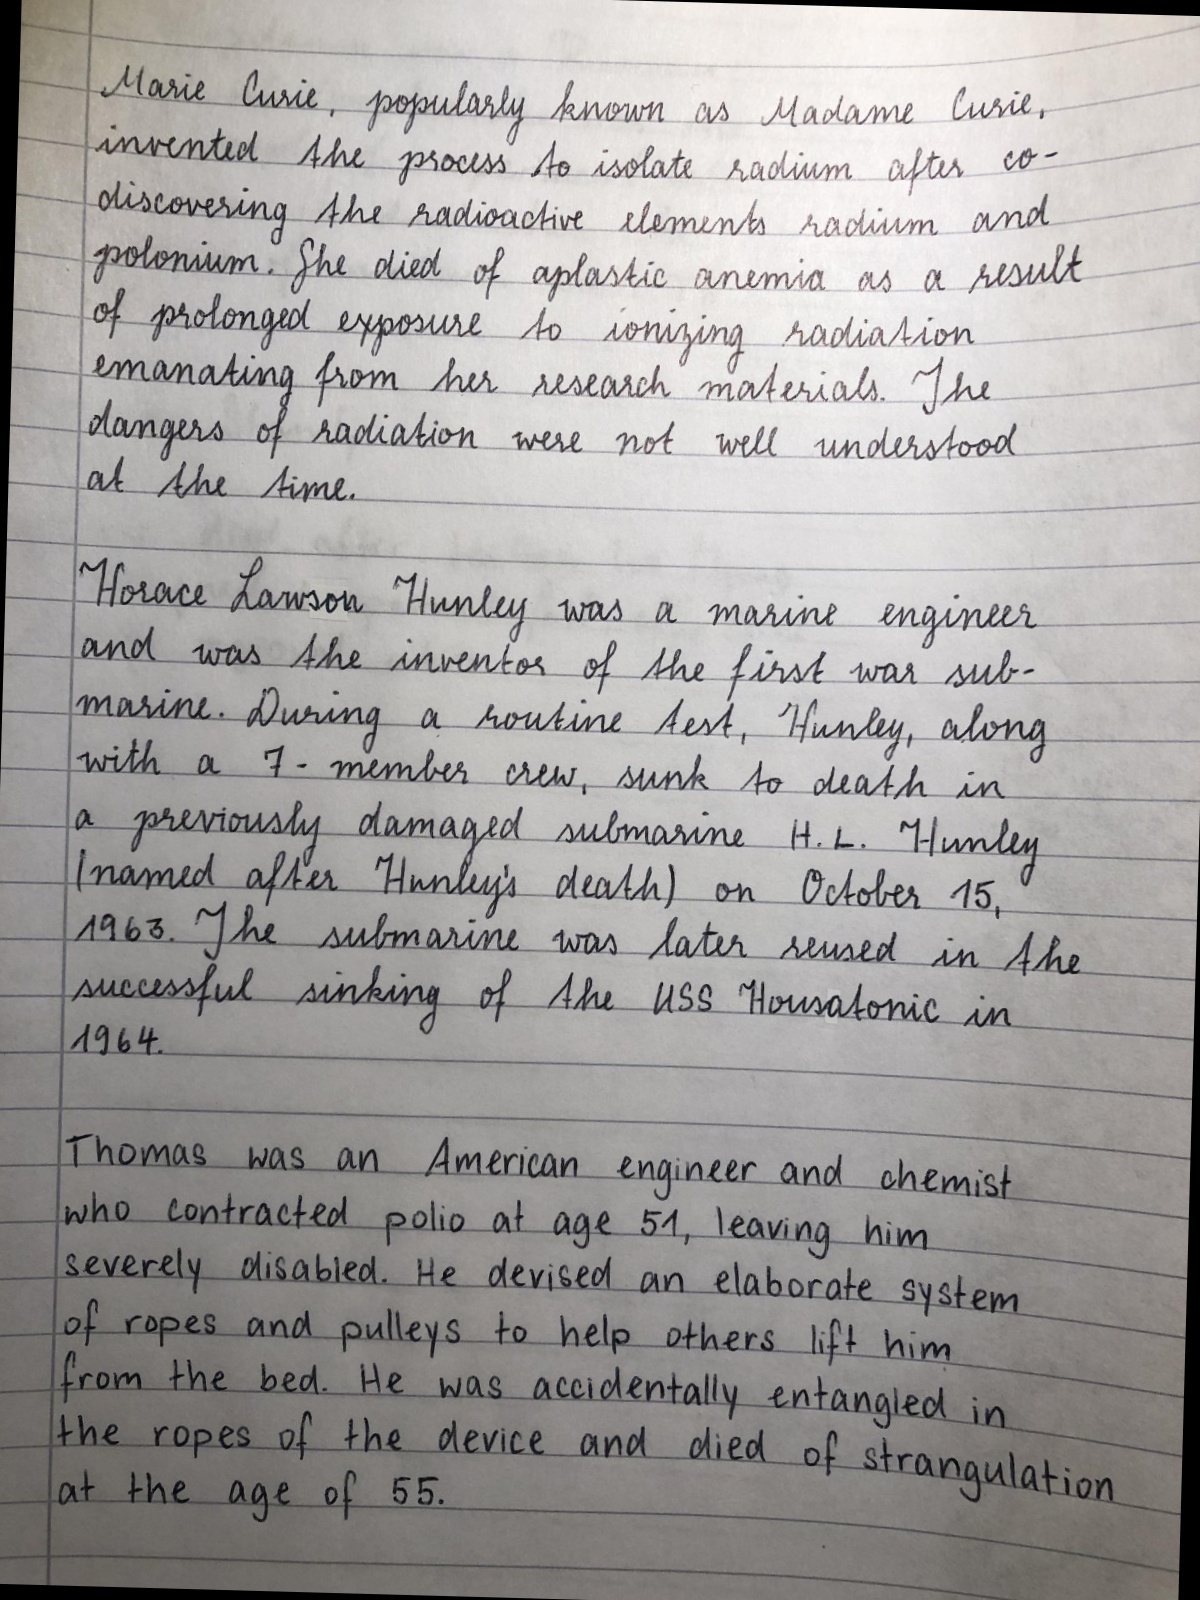 Marie Curie, popularly known as Madame Curie,
invented the process to isolate radium after co-
discovering the radioactive elements radium and
polonium. She died of aplastic anemia as a result
of prolonged exposure to ionizing radiation
emanating from her research materials. The
dangers of radiation were not well understood
at the time.
Horace Lawson Hunley was a marine engineer
and was the inventor of the first war sub-
marine. During a routine test, Hunley, along
with a 7-member crew, sunk to death in
a previously damaged submarine H. L. Hunley
(named after Hunley's death) on October 15,
1963. The submarine was later reused in the
successful sinking of the USS Housatonic in
1964.
Thomas was an American engineer and chemist
who contracted polio at age 51, leaving him
severely disabled. He devised an elaborate system
of ropes and pulleys to help others lift him
from the bed. He was accidentally entangled in
the ropes of the device and died of strangulation
at the age of 55.